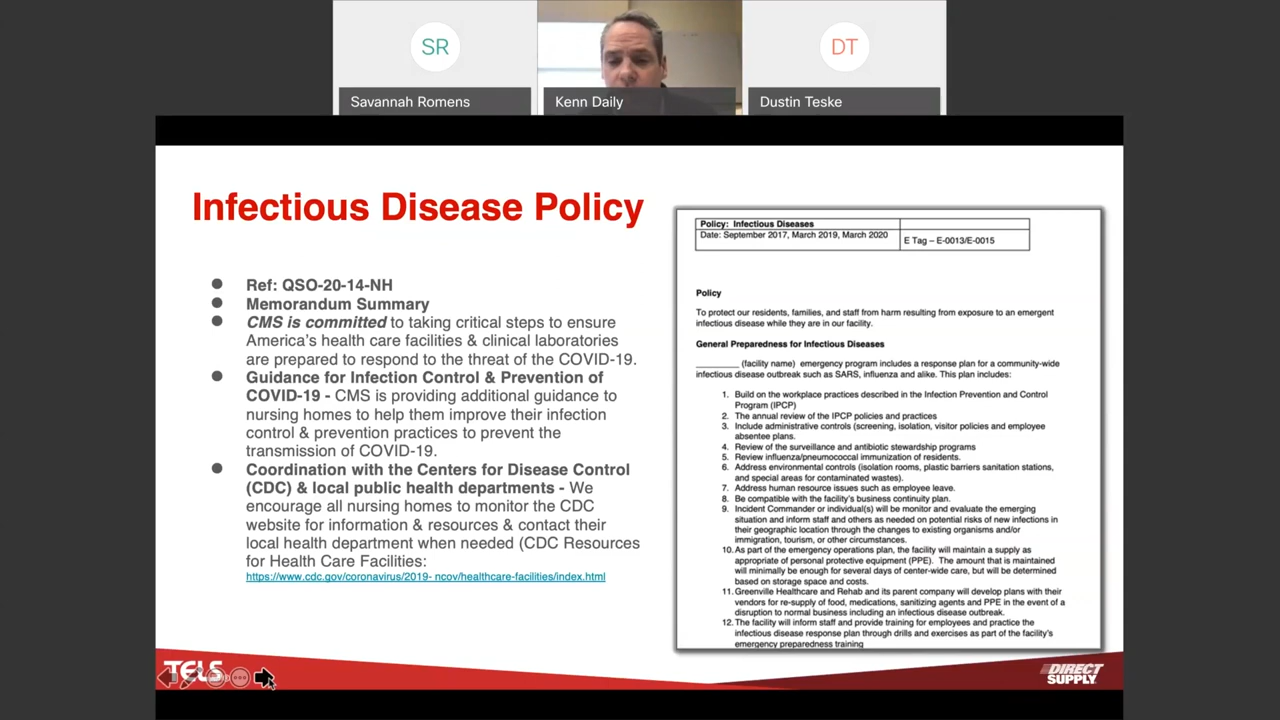 SR
DT
Savannah Romens
Kenn Daily
Dustin Teske
Infectious Disease Policy
Ref: QSO-20-14-NH
Memorandum Summary
CMS is committed to taking critical steps to ensure
America's health care facilities & clinical laboratories
are prepared to respond to the threat of the COVID-19.
Guidance for Infection Control & Prevention of
COVID-19 - CMS is providing additional guidance to
nursing homes to help them improve their infection
control & prevention practices to prevent the
transmission of COVID-19.
Coordination with the Centers for Disease Control
(CDC) & local public health departments - We
encourage all nursing homes to monitor the CDC
website for information & resources & contact their
local health department when needed (CDC Resources
for Health Care Facilities:
https://www.cdc.gov/coronavirus/2019- ncov/healthcare-facilities/index.html
Policy: Infectious Diseases
Date: September 2017, March 2019, March 2020
E Tag – E-0013/E-0015
Policy
To protect our residents, families, and staff from harm resulting from exposure to an emergent
infectious disease while they are in our facility.
General Preparedness for Infectious Diseases
________ (facility name) emergency program includes a response plan for a community-wide
infectious disease outbreak such as SARS, influenza and alike. This plan includes:
1. Build on the workplace practices described in the Infection Prevention and Control
Program (IPCP)
2. The annual review of the IPCP policies and practices
3. Include administrative controls (screening, isolation, visitor policies and employee
absentee plans.
4. Review of the surveillance and antibiotic stewardship programs
5. Review influenza/pneumococcal immunization of residents.
6. Address environmental controls (isolation rooms, plastic barriers sanitation stations,
and special areas for contaminated wastes).
7. Address human resource issues such as employee leave.
8. Be compatible with the facility's business continuity plan.
9. Incident Commander or individual(s) will be monitor and evaluate the emerging
situation and inform staff and others as needed on potential risks of new infections in
their geographic location through the changes to existing organisms and/or
immigration, tourism, or other circumstances.
10. As part of the emergency operations plan, the facility will maintain a supply as
appropriate of personal protective equipment (PPE). The amount that is maintained
will minimally be enough for several days of center-wide care, but will be determined
based on storage space and costs.
11. Greenville Healthcare and Rehab and its parent company will develop plans with their
vendors for re-supply of food, medications, sanitizing agents and PPE in the event of a
disruption to normal business including an infectious disease outbreak.
12. The facility will inform staff and provide training for employees and practice the
infectious disease response plan through drills and exercises as part of the facility's
emergency preparedness training
TELS
DIRECT
SUPPLY